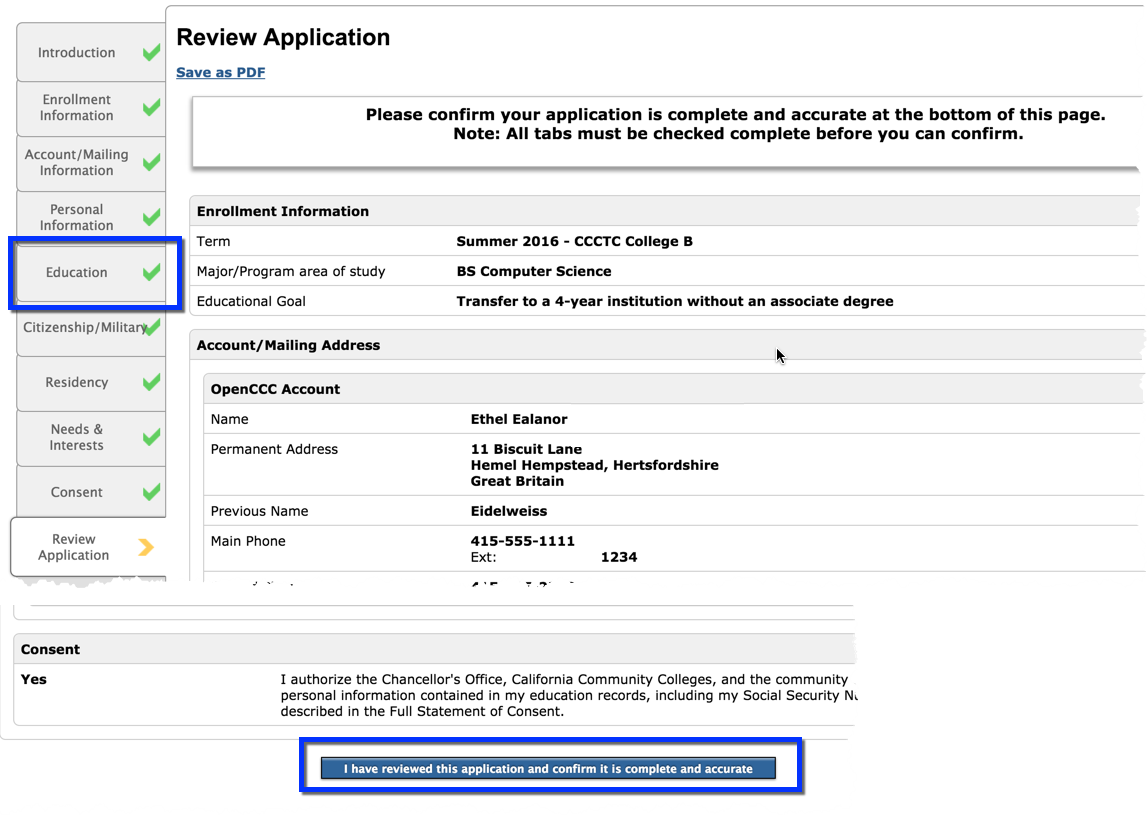 Introduction
Enrollment
Information
Account/Mailing
Information
Personal
Information
Education
Citizenship/Military
Residency
Needs &
Interests
Consent
Review
Application
Review Application
Save as PDF
Please confirm your application is complete and accurate at the bottom of this page.
Note: All tabs must be checked complete before you can confirm.
Enrollment Information
Term Summer 2016 - CCCTC College B
Major/Program area of study BS Computer Science
Educational Goal Transfer to a 4-year institution without an associate degree
Account/Mailing Address
OpenCCC Account
Name Ethel Ealanor
Permanent Address 11 Biscuit Lane
Hemel Hempstead, Hertsfordshire
Great Britain
Previous Name Eidelweiss
Main Phone 415-555-1111
Ext: 1234
Consent
Yes I authorize the Chancellor's Office, California Community Colleges, and the community
personal information contained in my education records, including my Social Security
described in the Full Statement of Consent.
I have reviewed this application and confirm it is complete and accurate